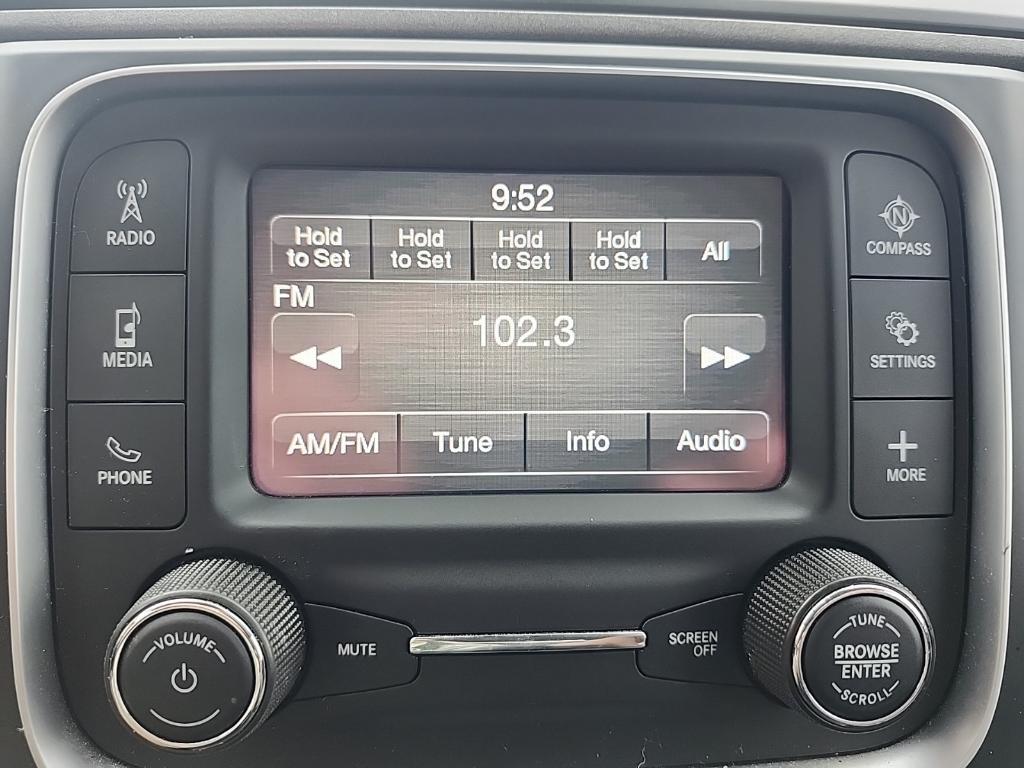 9:52
Hold to Set
Hold to Set
Hold to Set
Hold to Set
All
FM
102.3
AM/FM
Tune
Info
Audio
RADIO
MEDIA
PHONE
N
COMPASS
SETTINGS
MORE
VOLUME
MUTE
SCREEN
OFF
TUNE
BROWSE
ENTER
SCROLL